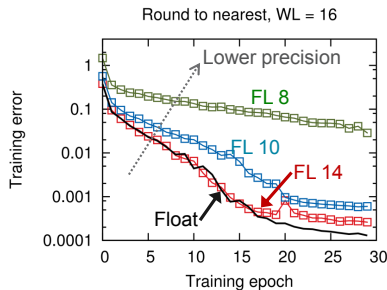 Round to nearest, WL = 16
Training error
1
0.1
0.01
0.001
0.0001
Lower precision
FL 8
FL 10
FL 14
Float
0 5 10 15 20 25 30
Training epoch